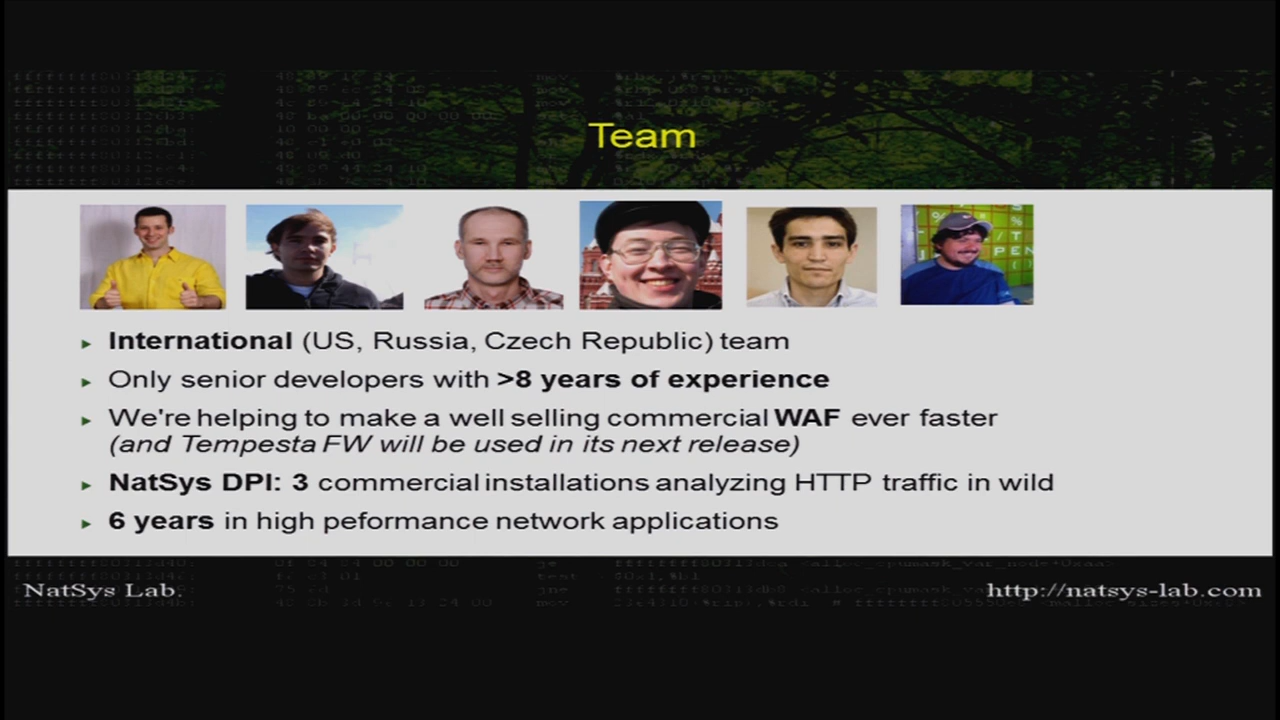 Team
International (US, Russia, Czech Republic) team
Only senior developers with >8 years of experience
We're helping to make a well selling commercial WAF ever faster
(and Tempesta FW will be used in its next release)
NatSys DPI: 3 commercial installations analyzing HTTP traffic in wild
6 years in high peformance network applications
NatSys Lab.
http://natsys-lab.com